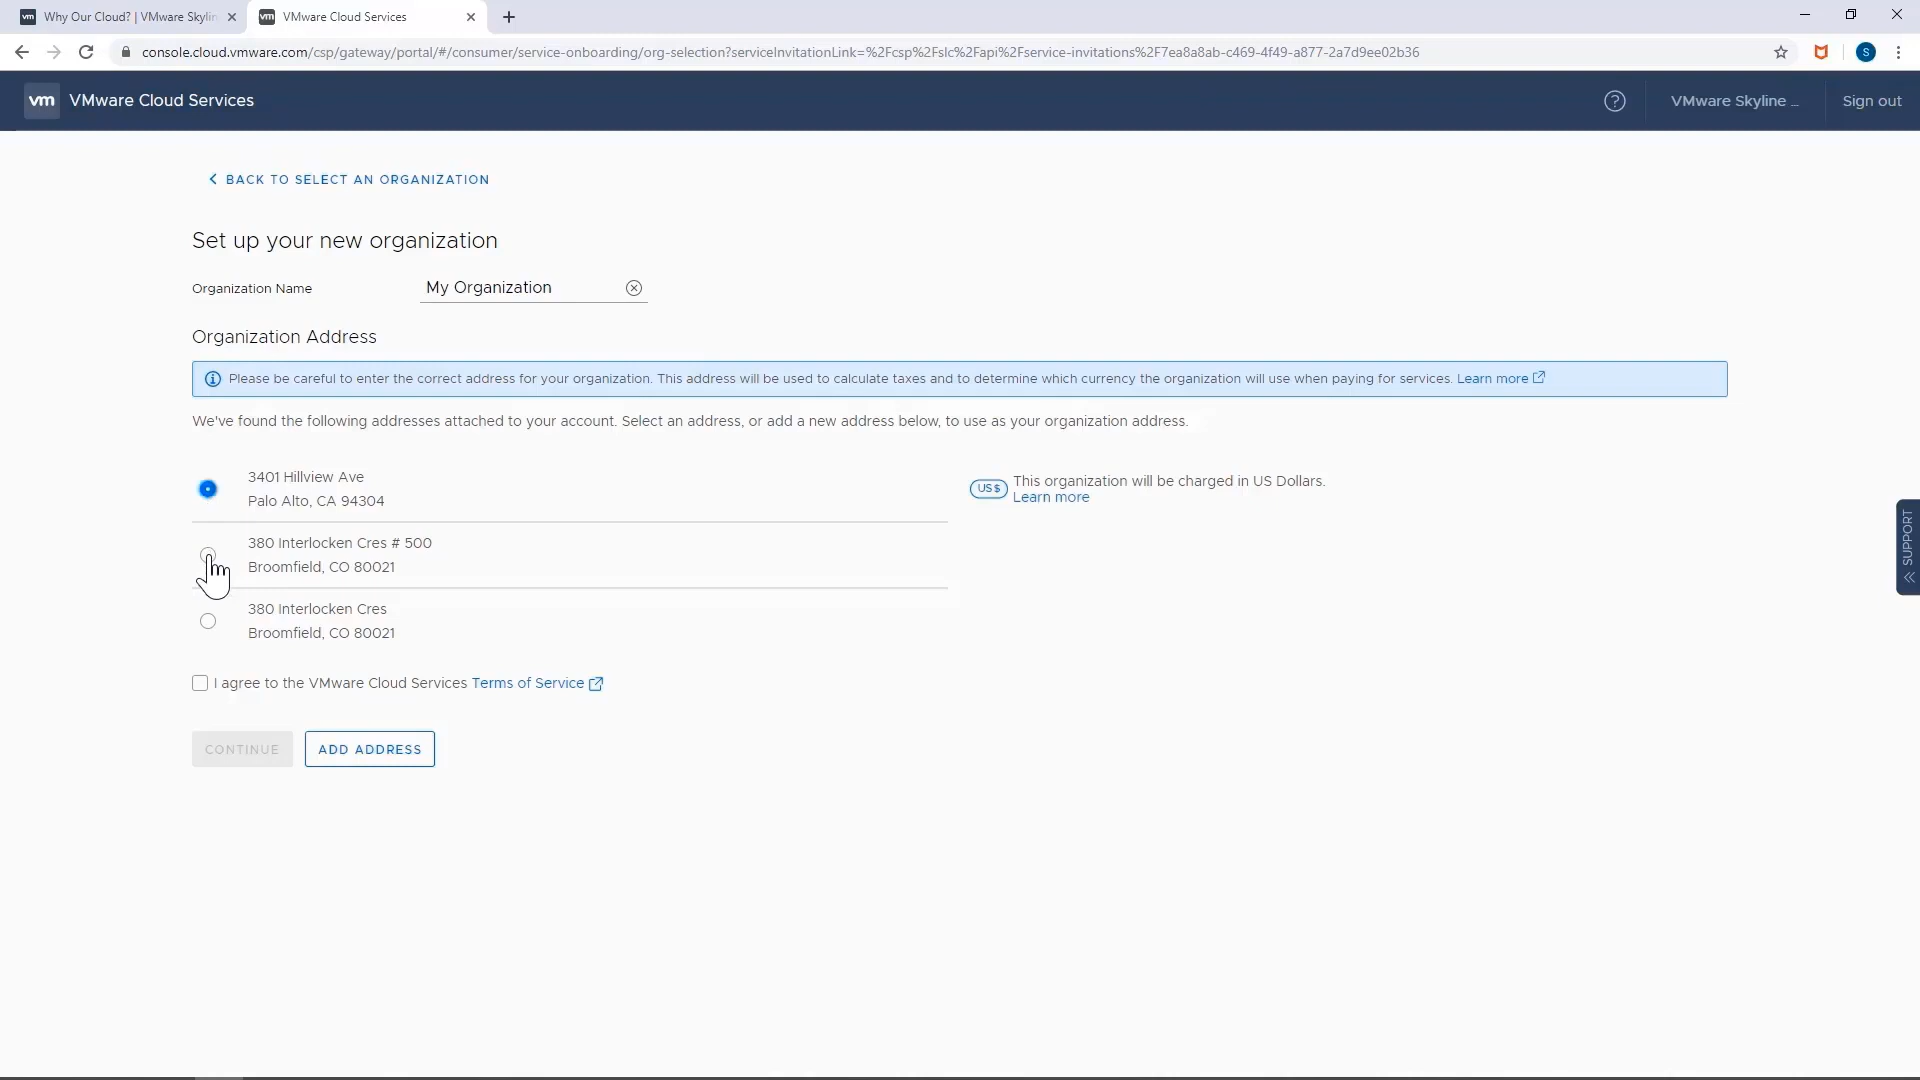 vm Why Our Cloud? | VMware Skylin
vm VMware Cloud Services
console.cloud.vmware.com/csp/gateway/portal/#/consumer/service-onboarding/org-selection?serviceInvitationLink=%2Fcsp%2Fslc%2Fapi%2Fservice-invitations%2F7ea8a8ab-c469-4f49-a877-2a7d9ee02b36
S
vm VMware Cloud Services
? VMware Skyline ... Sign out
BACK TO SELECT AN ORGANIZATION
Set up your new organization
Organization Name My Organization
Organization Address
Please be careful to enter the correct address for your organization. This address will be used to calculate taxes and to determine which currency the organization will use when paying for services. Learn more
We've found the following addresses attached to your account. Select an address, or add a new address below, to use as your organization address.
3401 Hillview Ave
Palo Alto, CA 94304
US $ This organization will be charged in US Dollars.
Learn more
380 Interlocken Cres # 500
Broomfield, CO 80021
380 Interlocken Cres
Broomfield, CO 80021
SUPPORT
I agree to the VMware Cloud Services Terms of Service
CONTINUE ADD ADDRESS